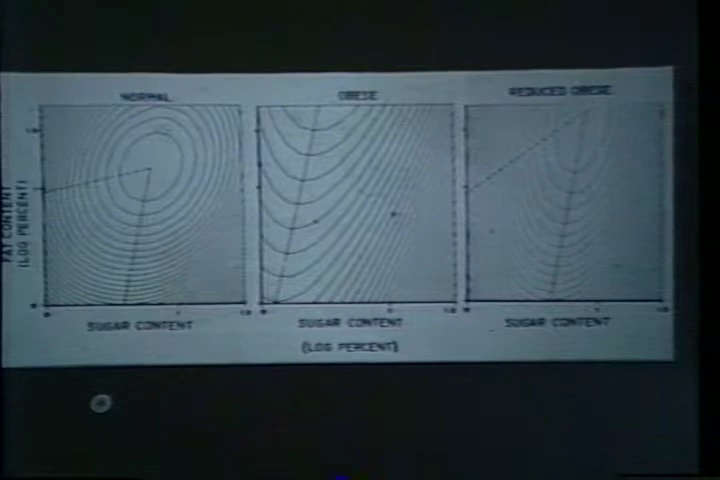 NORMAL
OBESE
REDUCED OBESE
FAT CONTENT
(LOG PERCENT)
SUGAR CONTENT
SUGAR CONTENT
SUGAR CONTENT
(LOG PERCENT)